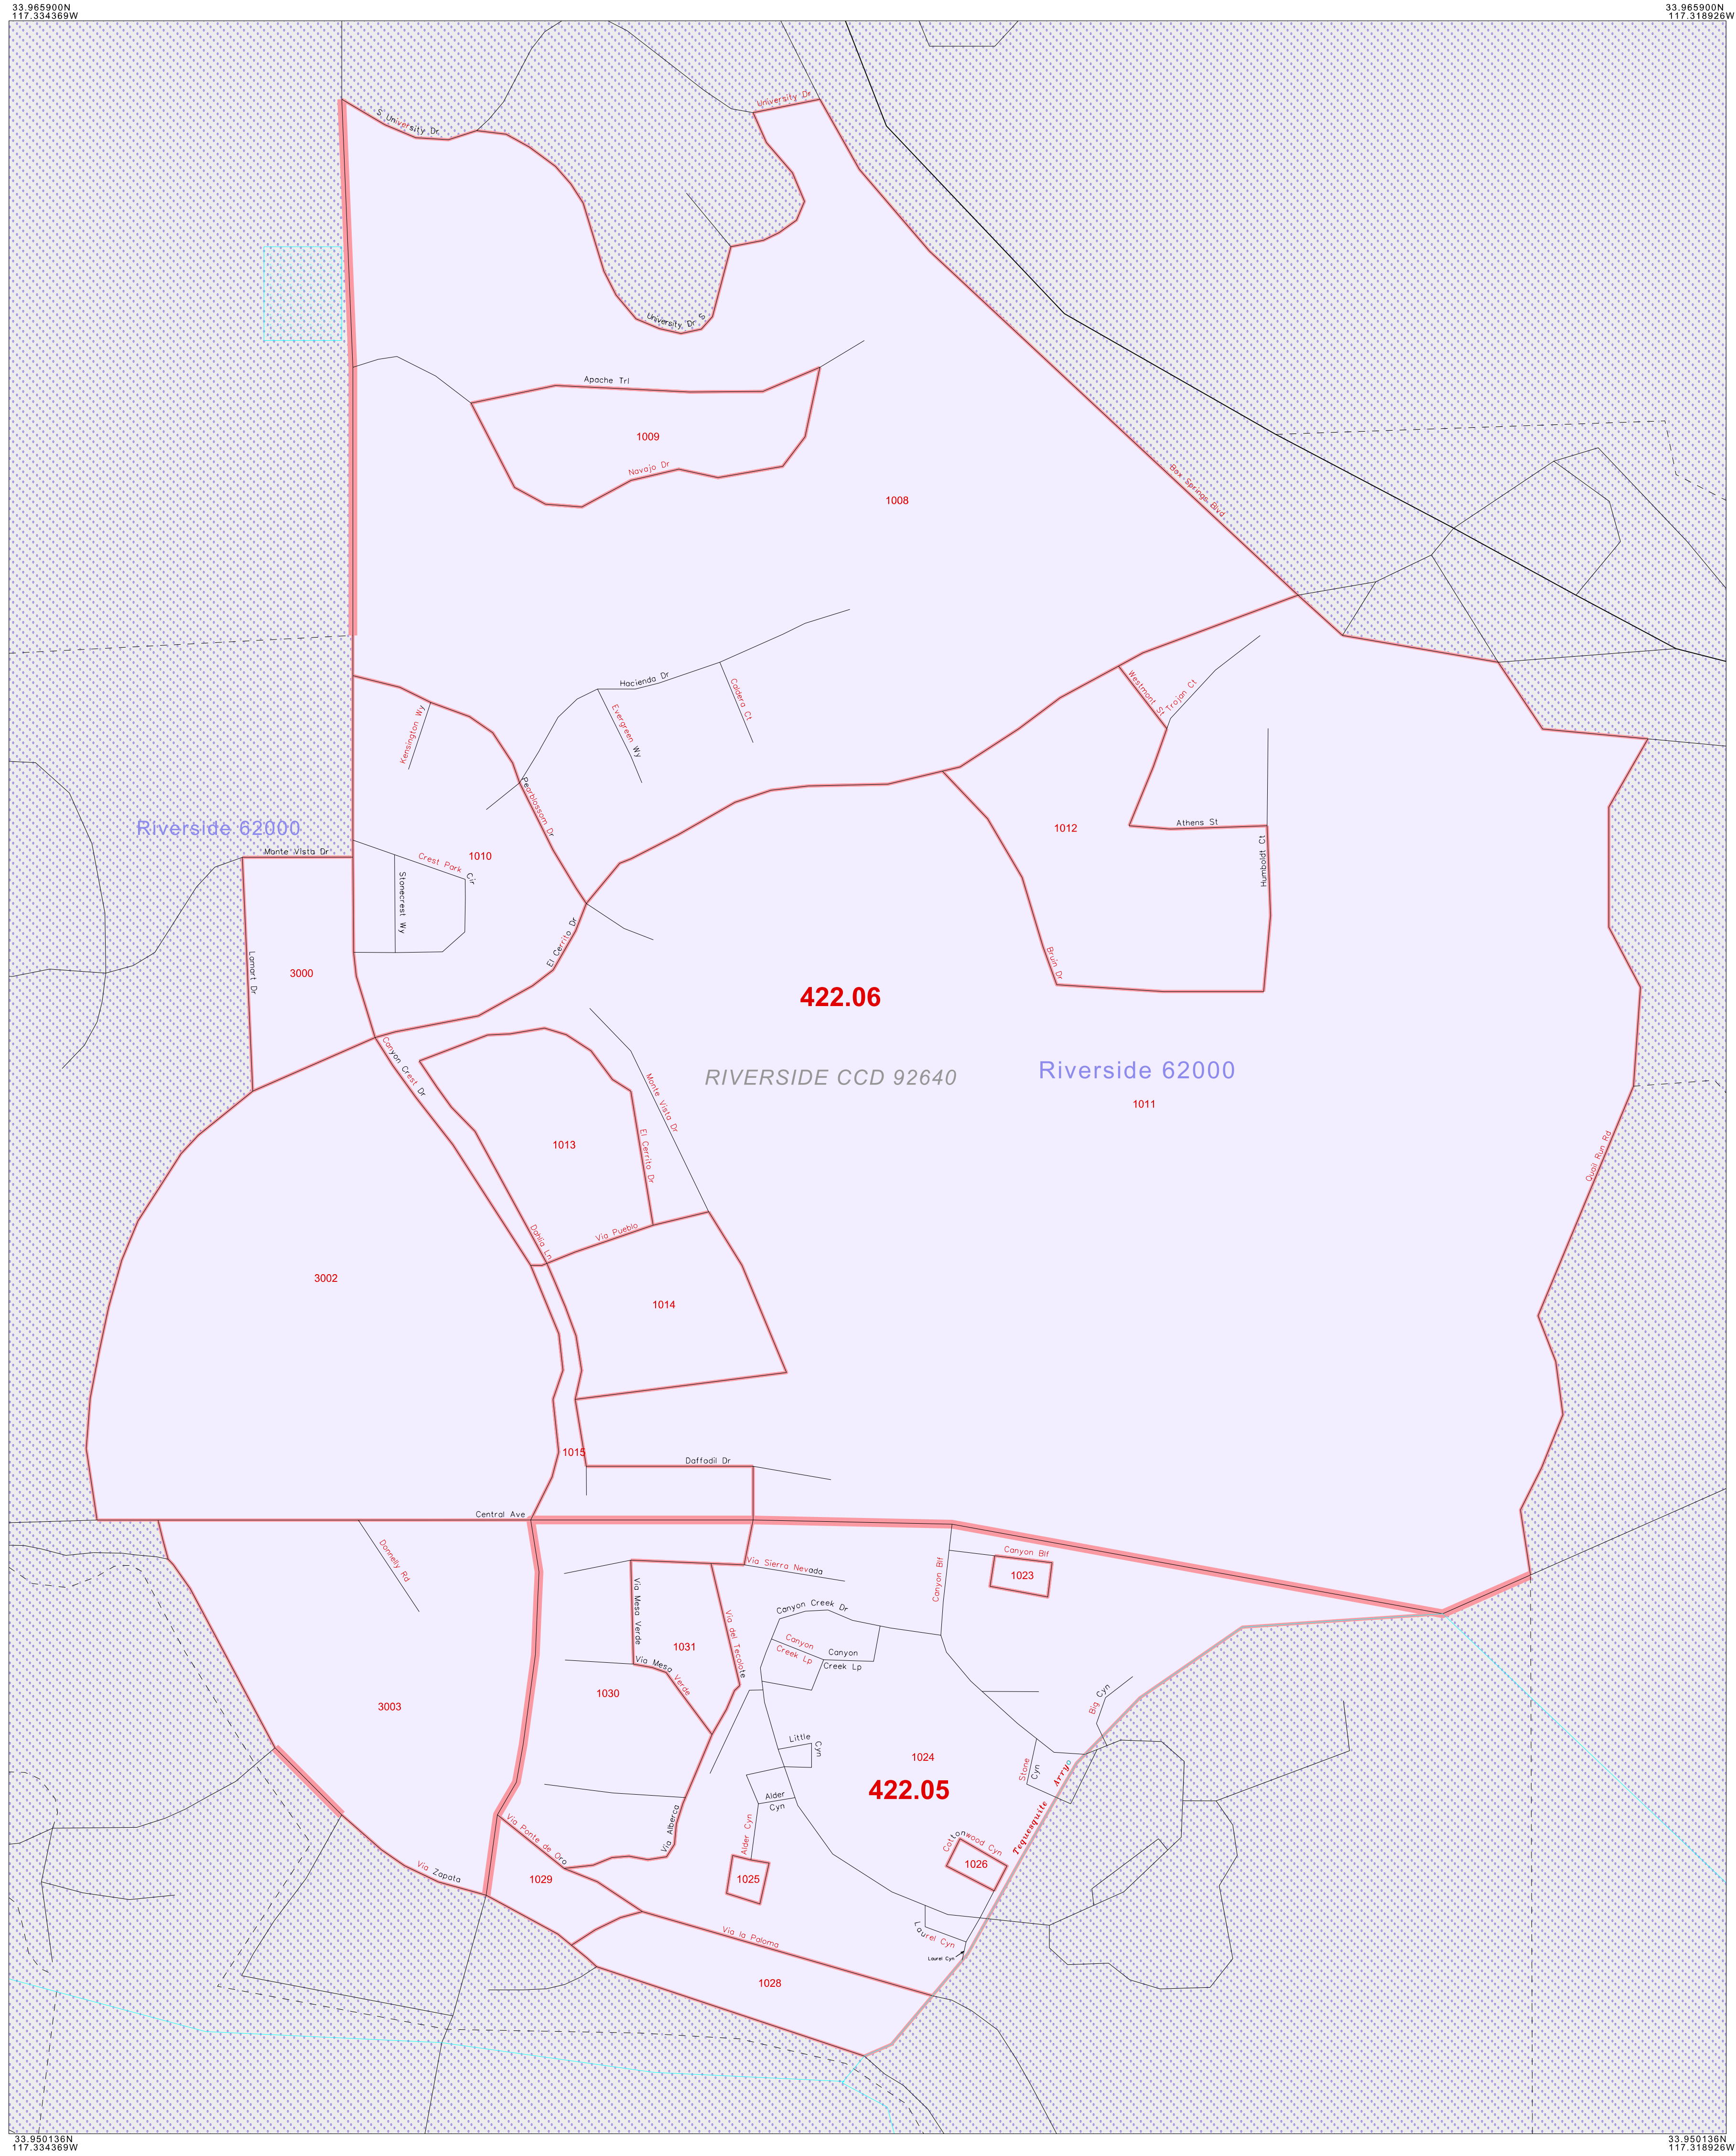 33.965900N
117.334369W
33.965900N
117.318926W
University Dr
S University Dr
University Dr S
Apache Trl
1009
Navajo Dr
1008
Box Springs Blvd
Hacienda Dr
Caldera Ct
Evergreen Wy
Kensington Wy
Westmont St
Trojan Ct
Pearblossom Dr
Riverside 62000
1012
Athens St
Humboldt Ct
Monte Vista Dr
1010
Crest Park Cir
Stonecrest Wy
El Cerrito Dr
Bruin Dr
Lamart Dr
3000
422.06
Canyon Crest Dr
RIVERSIDE CCD 92640
Riverside 62000
1011
Monte Vista Dr
1013
El Cerrito Dr
Quail Run Rd
Dahlia Ln
Via Pueblo
3002
1014
1015
Daffodil Dr
Central Ave
Donnelly Rd
Canyon Blf
Canyon Blf
1023
Via Sierra Nevada
Via Mesa Verde
Canyon Creek Dr
Via del Tecolote
1031
Canyon
Creek Lp
Canyon
Creek Lp
Via Mesa Verde
1030
3003
Big Cyn
Little
Cyn
1024
Stone
Cyn
Tequesquite Arryo
422.05
Alder
Cyn
Alder Cyn
Via Alberca
Via Ponte de Oro
Cottonwood Cyn
1026
Via Zapata
1029
1025
Laurel Cyn
Laurel Cyn
Via la Paloma
1028
33.950136N
117.334369W
33.950136N
117.318926W